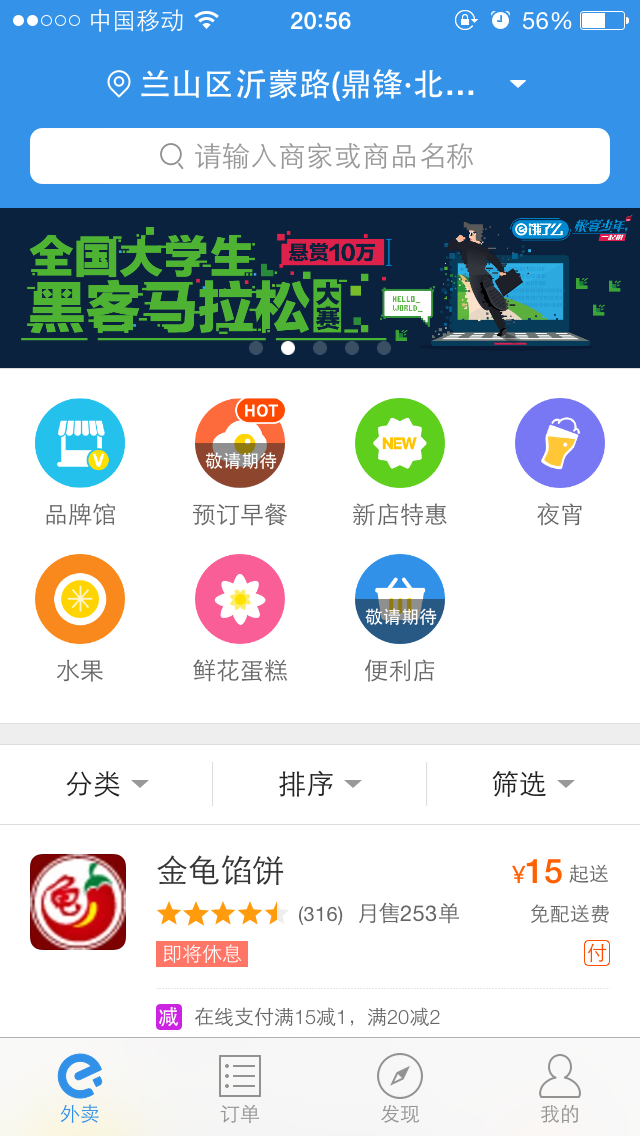 中国移动 20:56 56%
兰山区沂蒙路(鼎锋·北...
请输入商家或商品名称
饿了么 极客少年,
一起拼
全国大学生 悬赏10万
黑客马拉松大赛
HELLO_
WORLD_
HOT
敬请期待
NEW
V
品牌馆 预订早餐 新店特惠 夜宵
敬请期待
水果 鲜花蛋糕 便利店
分类 排序 筛选
龟
金龟馅饼 ¥15 起送
(316) 月售253单 免配送费
即将休息 付
减 在线支付满15减1，满20减2
外卖 订单 发现 我的